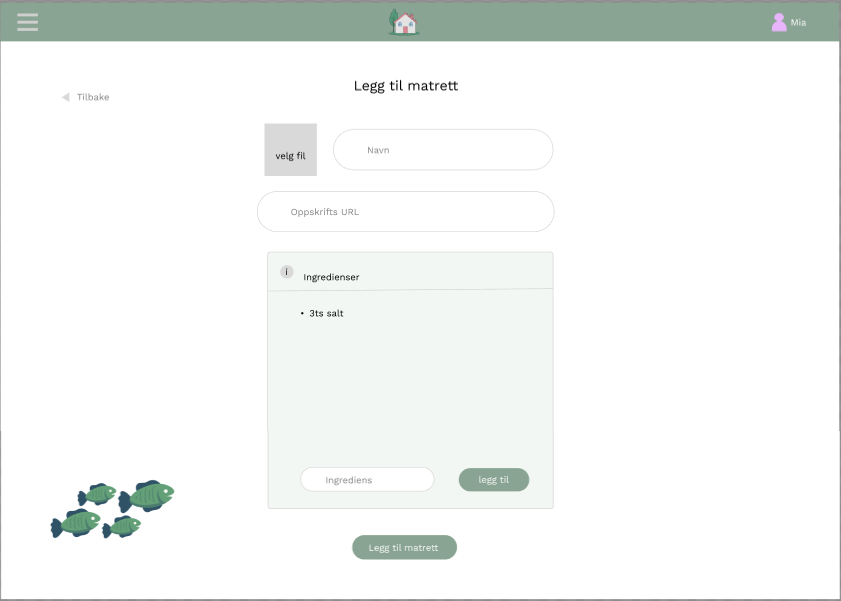 Mia
Legg til matrett
Tilbake
velg fil
Navn
Oppskrifts URL
i
Ingredienser
• 3ts salt
Ingrediens
legg til
Legg til matrett